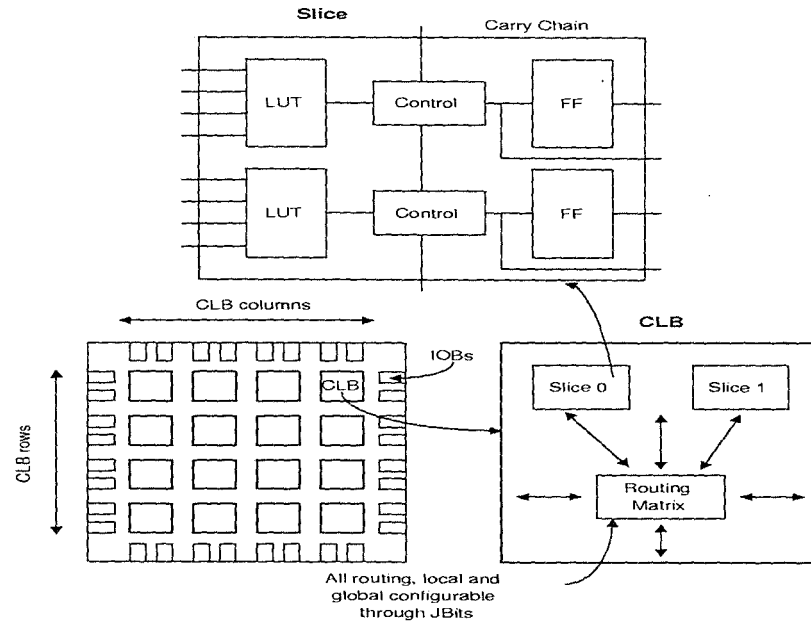 Slice
Carry Chain
LUT
Control
FF
LUT
Control
FF
CLB columns
CLB
IOBs
CLB
CLB rows
Slice 0
Slice 1
Routing
Matrix
All routing, local and
global configurable
through JBits